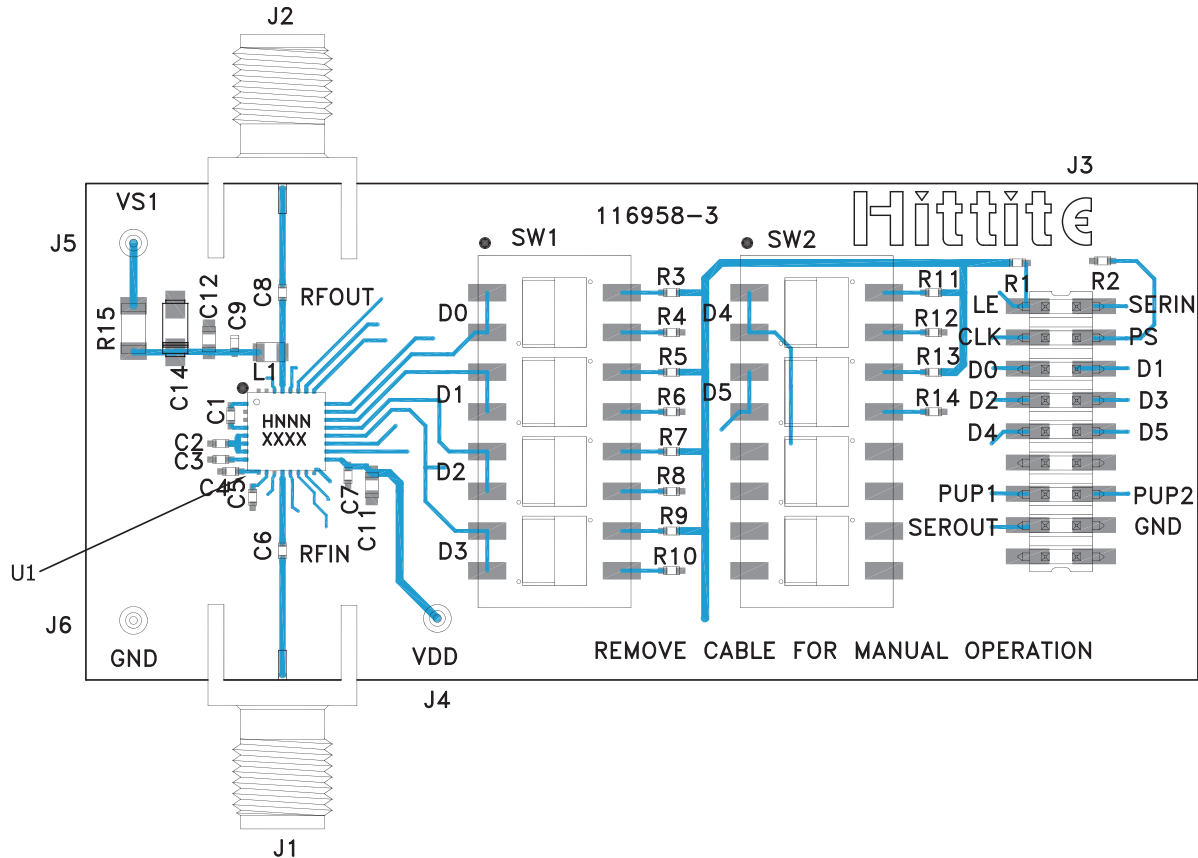 J2
J3
VS1
116958-3
Hittite
J5
SW1
SW2
R15
C14
C12
C9
C8
RFOUT
L1
D0
D1
D2
D3
R3
R4
R5
R6
R7
R8
R9
R10
D4
D5
R11
R12
R13
R14
R1
R2
LE
SERIN
CLK
PS
D0
D1
D2
D3
D4
D5
PUP1
PUP2
SEROUT
GND
C1
C2
C3
C4
C5
HNNN
XXXX
C7
C11
C6
RFIN
U1
J6
GND
VDD
REMOVE CABLE FOR MANUAL OPERATION
J4
J1